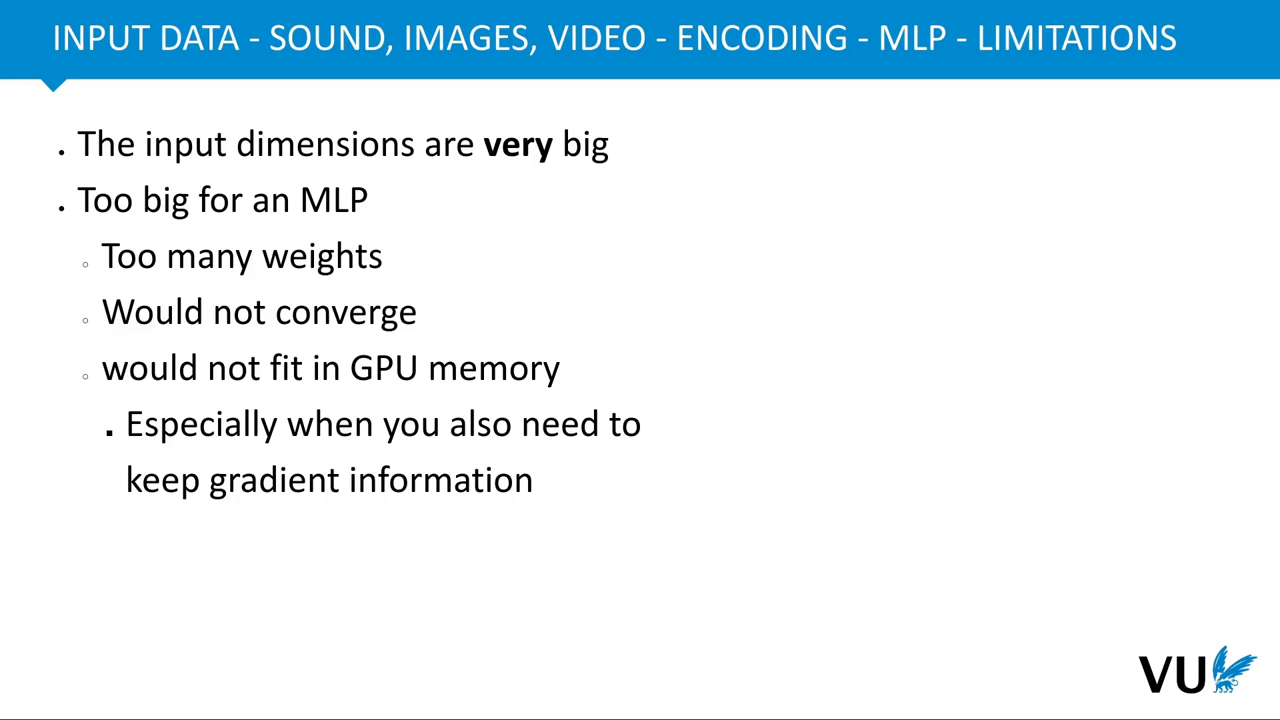 INPUT DATA - SOUND, IMAGES, VIDEO - ENCODING - MLP - LIMITATIONS
The input dimensions are very big
Too big for an MLP
Too many weights
Would not converge
would not fit in GPU memory
Especially when you also need to
keep gradient information
VU